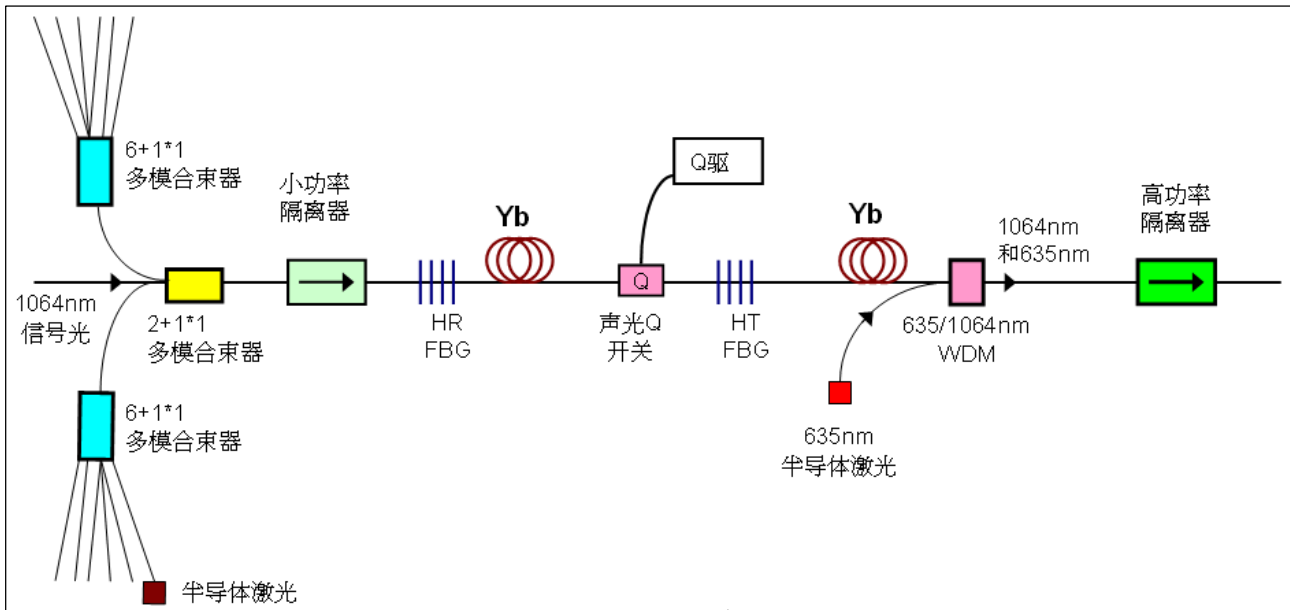 6+1*1
多模合束器
1064nm
信号光
2+1*1
多模合束器
6+1*1
多模合束器
半导体激光
小功率
隔离器
HR
FBG
Yb
Q驱
Q
声光Q
开关
HT
FBG
Yb
635nm
半导体激光
1064nm
和635nm
635/1064nm
WDM
高功率
隔离器